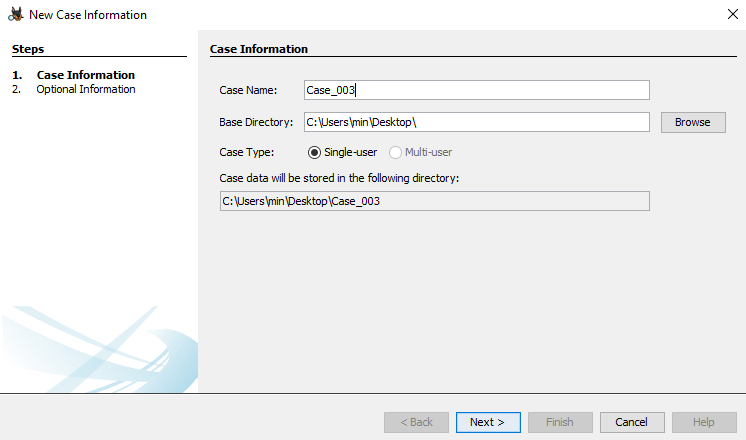 New Case Information
Steps
1. Case Information
2. Optional Information
Case Information
Case Name: Case_003
Base Directory: C:\Users\min\Desktop\ Browse
Case Type: Single-user Multi-user
Case data will be stored in the following directory:
C:\Users\min\Desktop\Case_003
< Back Next > Finish Cancel Help